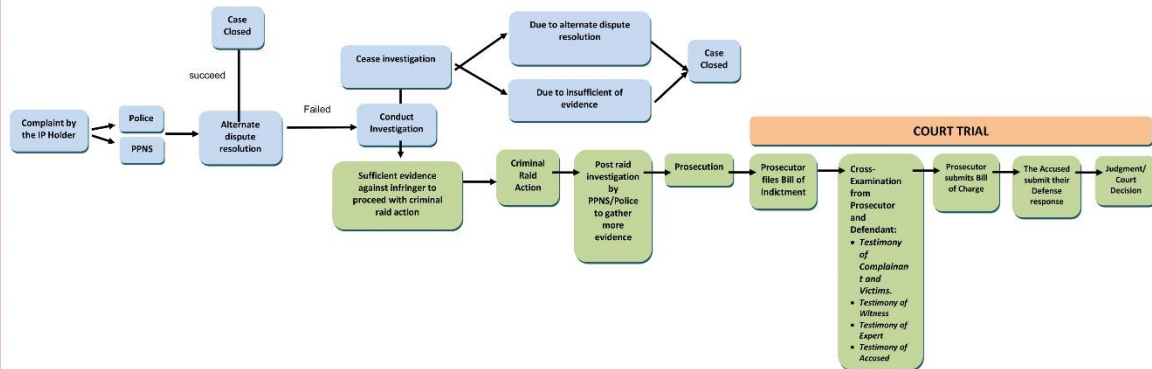 Case
Closed
succeed
Complaint by
the IP Holder
Police
PPNS
Alternate
dispute
resolution
Failed
Cease investigation
Conduct
Investigation
Due to alternate dispute
resolution
Due to insufficient of
evidence
Case
Closed
Sufficient evidence
against infringer to
proceed with criminal
raid action
Criminal
Raid
Action
Post raid
investigation
by
PPNS/Police
to gather
more
evidence
Prosecution
COURT TRIAL
Prosecutor
files Bill of
Indictment
Cross-
Examination
from
Prosecutor
and
Defendant:
• Testimony
of
Complainan
t and
Victims.
• Testimony of
Witness
• Testimony of
Expert
• Testimony of
Accused
Prosecutor
submits Bill
of Charge
The Accused
submit their
Defense
response
Judgment/
Court
Decision